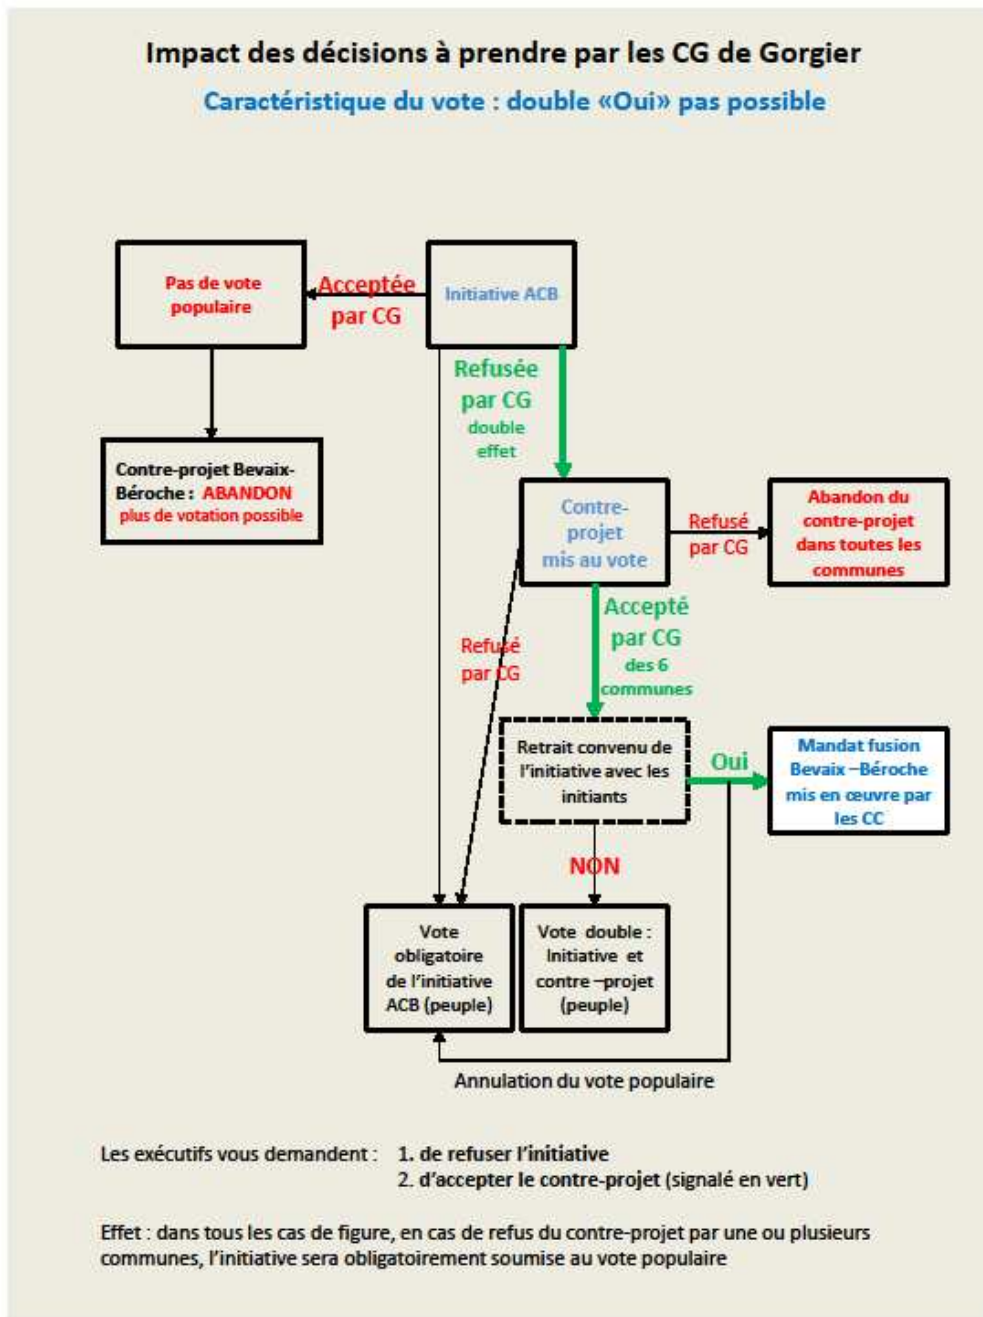 Impact des décisions à prendre par les CG de Gorgier
Caractéristique du vote : double «Oui» pas possible
Pas de vote
populaire
Acceptée
par CG
Initiative ACB
Refusée
par CG
double
effet
Contre-projet Bevaix-
Béroche : ABANDON
plus de votation possible
Contre-
projet
mis au vote
Refusé
par CG
Abandon du
contre-projet
dans toutes les
communes
Accepté
par CG
des 6
communes
Refusé
par CG
Retrait convenu de
l'initiative avec les
initiants
Oui
Mandat fusion
Bevaix –Béroche
mis en œuvre par
les CC
NON
Vote
obligatoire
de l'initiative
ACB (peuple)
Vote double :
Initiative et
contre –projet
(peuple)
Annulation du vote populaire
Les exécutifs vous demandent : 1. de refuser l'initiative
2. d'accepter le contre-projet (signalé en vert)
Effet : dans tous les cas de figure, en cas de refus du contre-projet par une ou plusieurs
communes, l'initiative sera obligatoirement soumise au vote populaire